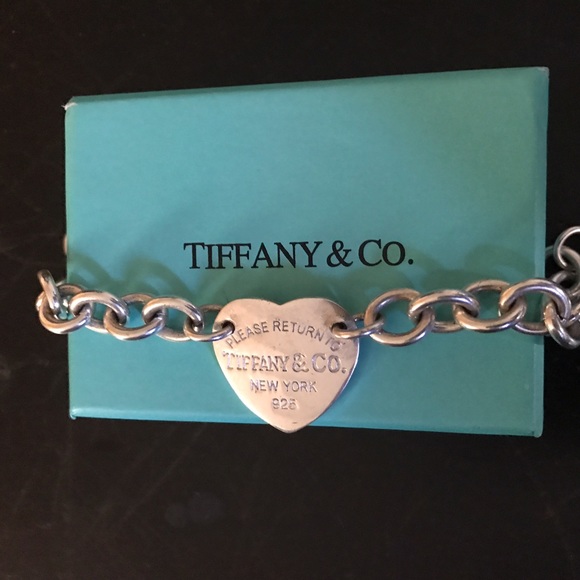 TIFFANY & CO.
PLEASE RETURN TO
TIFFANY & CO.
NEW YORK
925